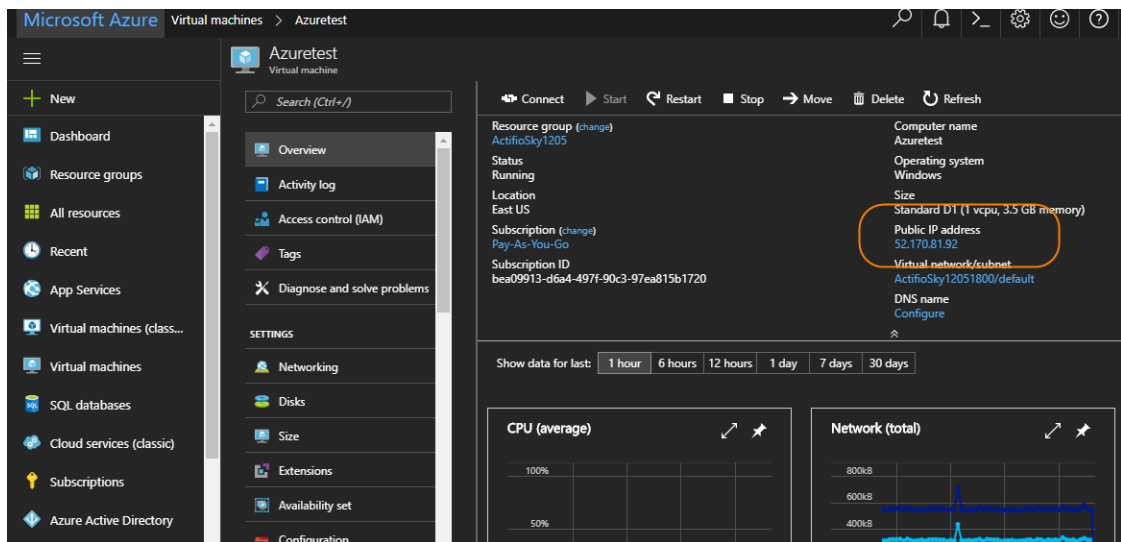 Microsoft Azure Virtual machines > Azuretest
Azuretest
Virtual machine
New
Dashboard
Resource groups
All resources
Recent
App Services
Virtual machines (class...
Virtual machines
SQL databases
Cloud services (classic)
Subscriptions
Azure Active Directory
Search (Ctrl+/)
Overview
Activity log
Access control (IAM)
Tags
Diagnose and solve problems
SETTINGS
Networking
Disks
Size
Extensions
Availability set
Configuration
Connect Start Restart Stop Move Delete Refresh
Resource group (change)
ActifioSky1205
Status
Running
Location
East US
Subscription (change)
Pay-As-You-Go
Subscription ID
bea09913-d6a4-497f-90c3-97ea815b1720
Computer name
Azuretest
Operating system
Windows
Size
Standard D1 (1 vcpu, 3.5 GB memory)
Public IP address
52.170.81.92
Virtual network/subnet
ActifioSky12051800/default
DNS name
Configure
Show data for last: 1 hour 6 hours 12 hours 1 day 7 days 30 days
CPU (average)
100%
50%
Network (total)
800kB
600kB
400kB